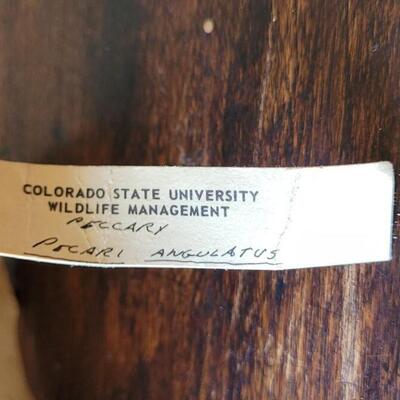 COLORADO STATE UNIVERSITY
WILDLIFE MANAGEMENT
PECCARY
PECARI ANGULATUS